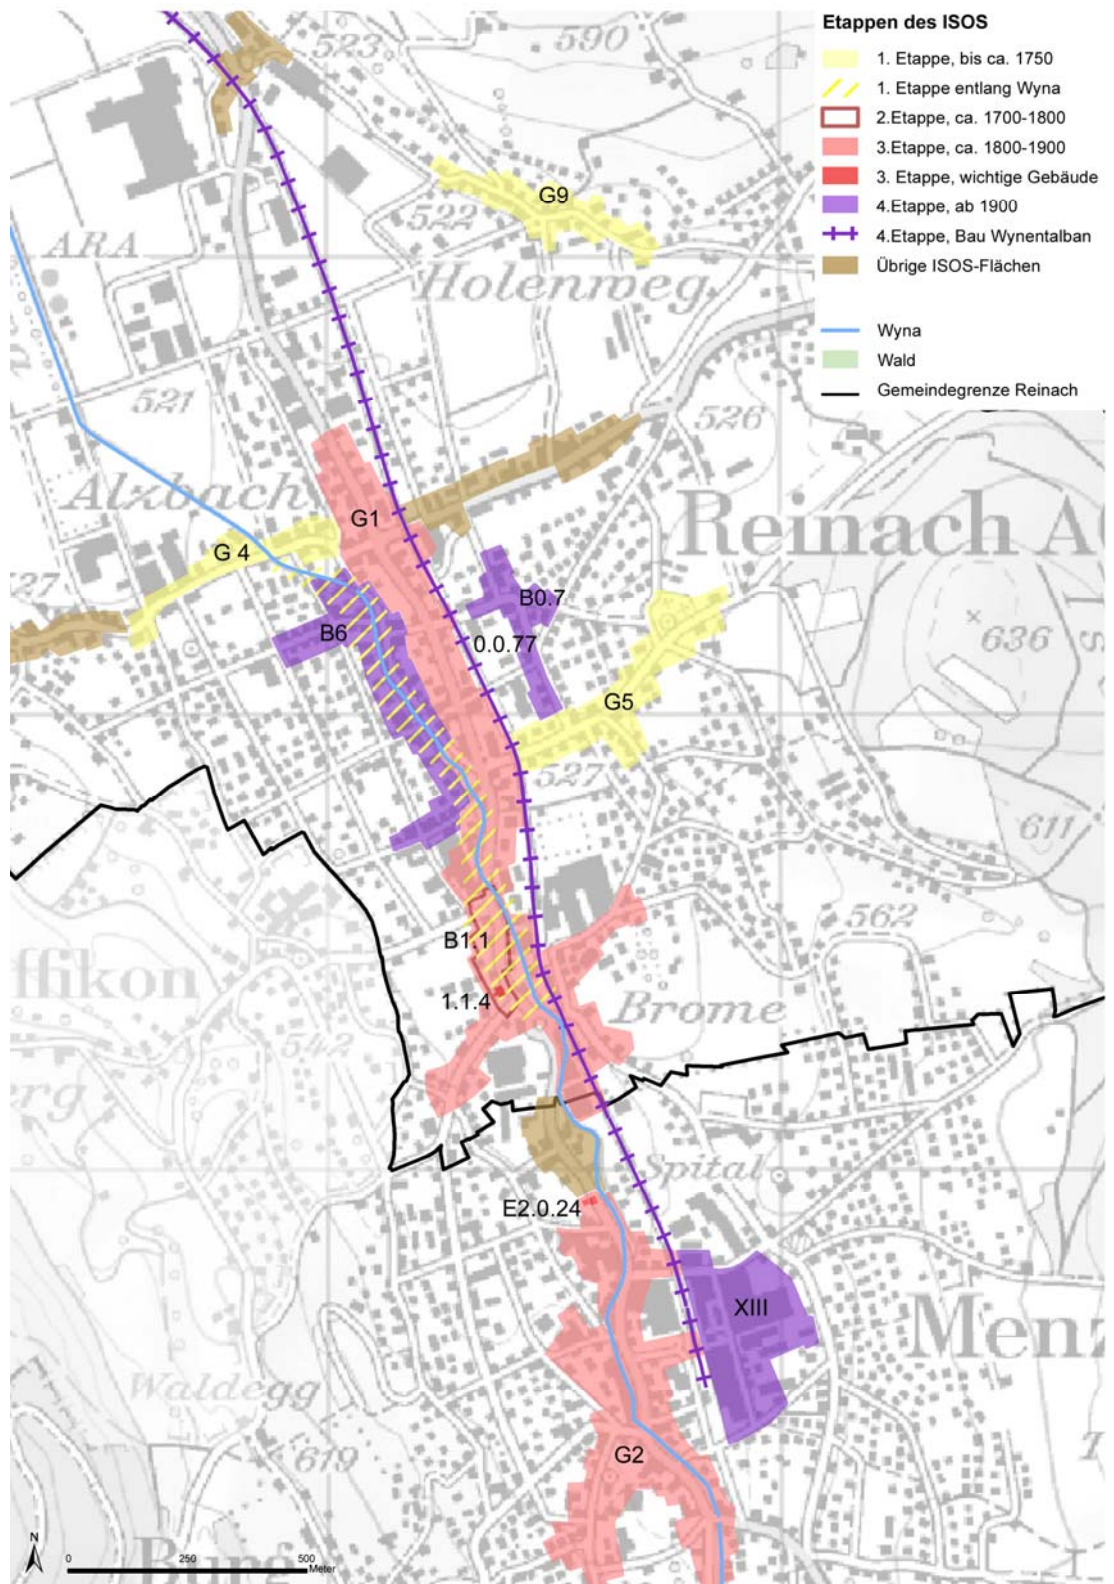 Etappen des ISOS
1. Etappe, bis ca. 1750
1. Etappe entlang Wyna
2.Etappe, ca. 1700-1800
3.Etappe, ca. 1800-1900
3. Etappe, wichtige Gebäude
4.Etappe, ab 1900
4.Etappe, Bau Wynentalban
Übrige ISOS-Flächen
Wyna
Wald
Gemeindegrenze Reinach
523
590
G9
522
ARA
Holenweg
521
526
Alzbach
G1
Reinach A
G 4
527
B0.7
B6
0.0.77
636
G5
527
611
562
B1.1
ffikon
1.1.4
Brome
Spital
E2.0.24
XIII
Menz
Waldegg
619
G2
N
0
250
500
Meter
Burg